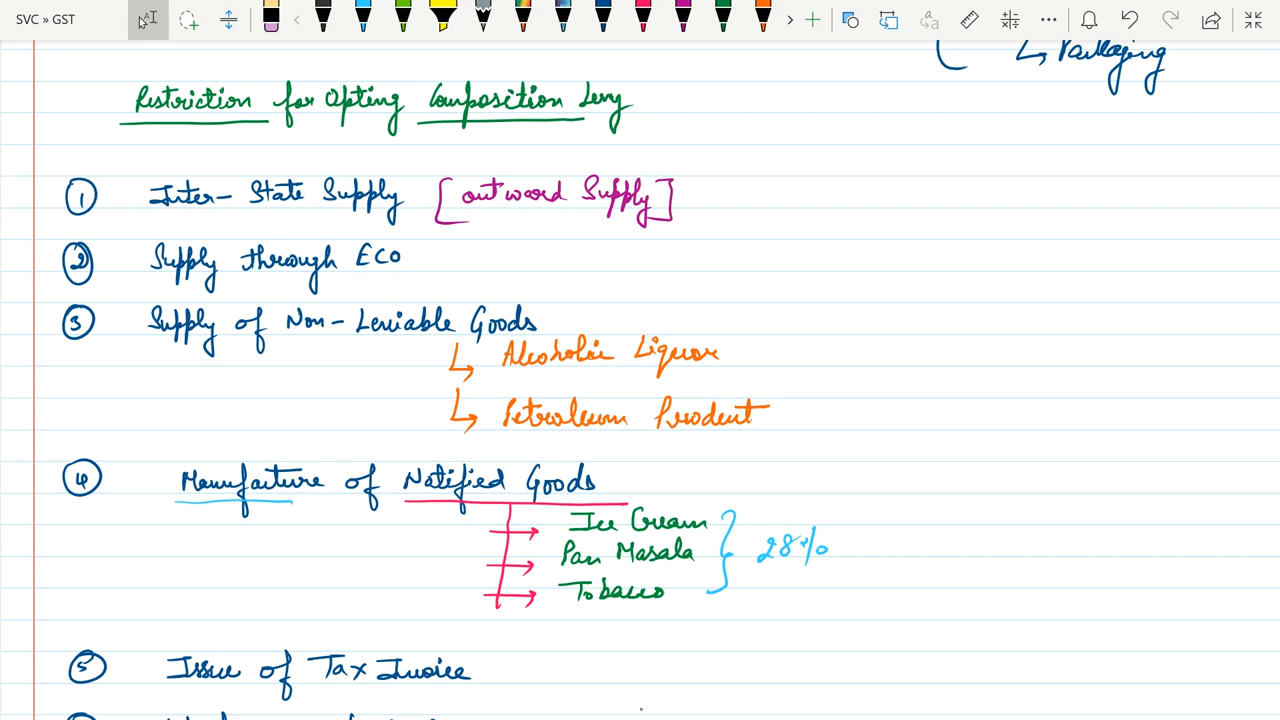 SVC » GST
↳ Packaging
Restriction for Opting Composition Levy
① Inter-State Supply [outward Supply]
② Supply through ECO
③ Supply of Non-Leviable Goods
↳ Alcoholic Liquor
↳ Petroleum Product
④ Manufacture of Notified Goods
→ Ice Cream
→ Pan Masala
→ Tobacco
28%
⑤ Issue of Tax Invoice